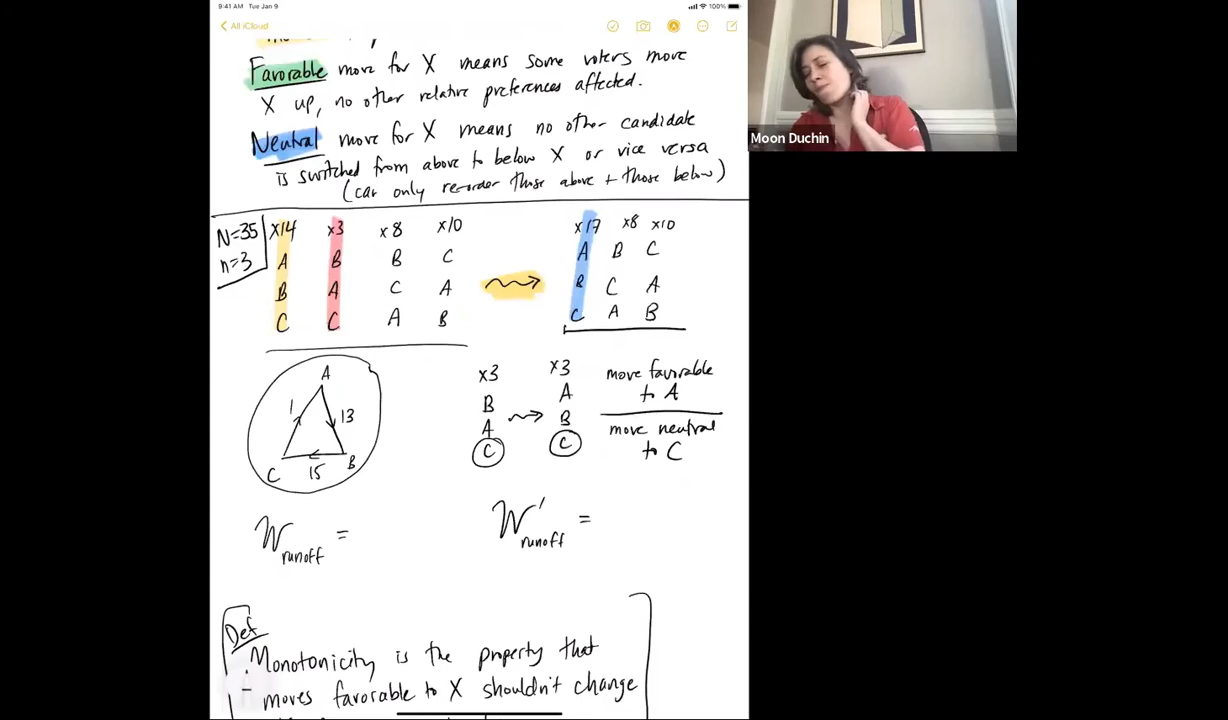 9:41 AM Tue Jan 9
100%
All iCloud
Favorable move for X means some voters move
X up, no other relative preferences affected.
Neutral move for X means no other candidate
is switched from above to below X or vice versa
(can only re-order those above + those below)
N=35
n=3
x14 x3 x8 x10
A B B C
B A C A
C C A B
x17 x8 x10
A B C
B C A
C A B
A
1 13
C 15 B
x3 x3
B A
A B
C C
move favorable
to A
move neutral
to C
W runoff =
W' runoff =
Def
Monotonicity is the property that
moves favorable to X shouldn't change
Moon Duchin